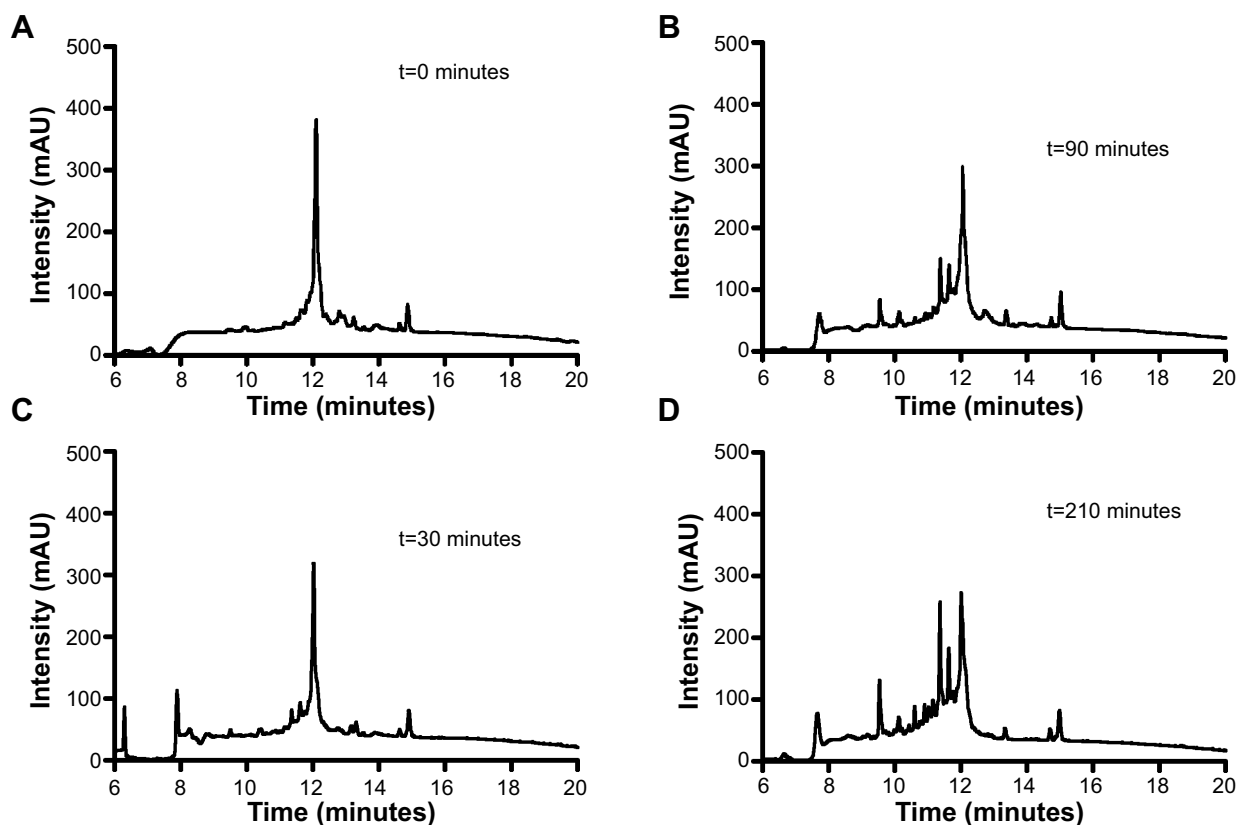 A
500
400
300
200
100
0
Intensity (mAU)
t=0 minutes
6 8 10 12 14 16 18 20
Time (minutes)
B
500
400
300
200
100
0
Intensity (mAU)
t=90 minutes
6 8 10 12 14 16 18 20
Time (minutes)
C
500
400
300
200
100
0
Intensity (mAU)
t=30 minutes
6 8 10 12 14 16 18 20
Time (minutes)
D
500
400
300
200
100
0
Intensity (mAU)
t=210 minutes
6 8 10 12 14 16 18 20
Time (minutes)